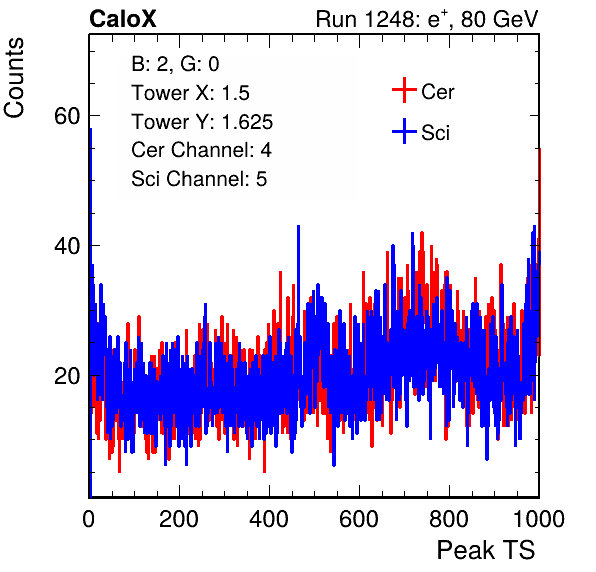 CaloX Run 1248: e⁺, 80 GeV
Counts
B: 2, G: 0
Tower X: 1.5
Tower Y: 1.625
Cer Channel: 4
Sci Channel: 5
Cer
Sci
60
40
20
0 200 400 600 800 1000
Peak TS